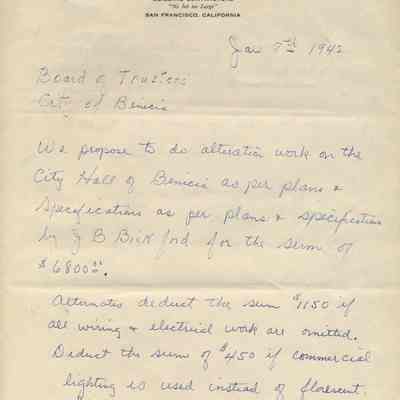 "No Job too Large"
SAN FRANCISCO, CALIFORNIA
Jan 7th 1942
Board of Trustees
City of Benicia
We propose to do alteration work on the
City Hall of Benicia as per plans &
specifications as per plans & specification
by B Bickford for the sum of
$6800.00.
Alternates deduct the sum $1150 if
all wiring & electrical work are omitted.
Deduct the sum of $450 if commercial
lighting is used instead of florecent.